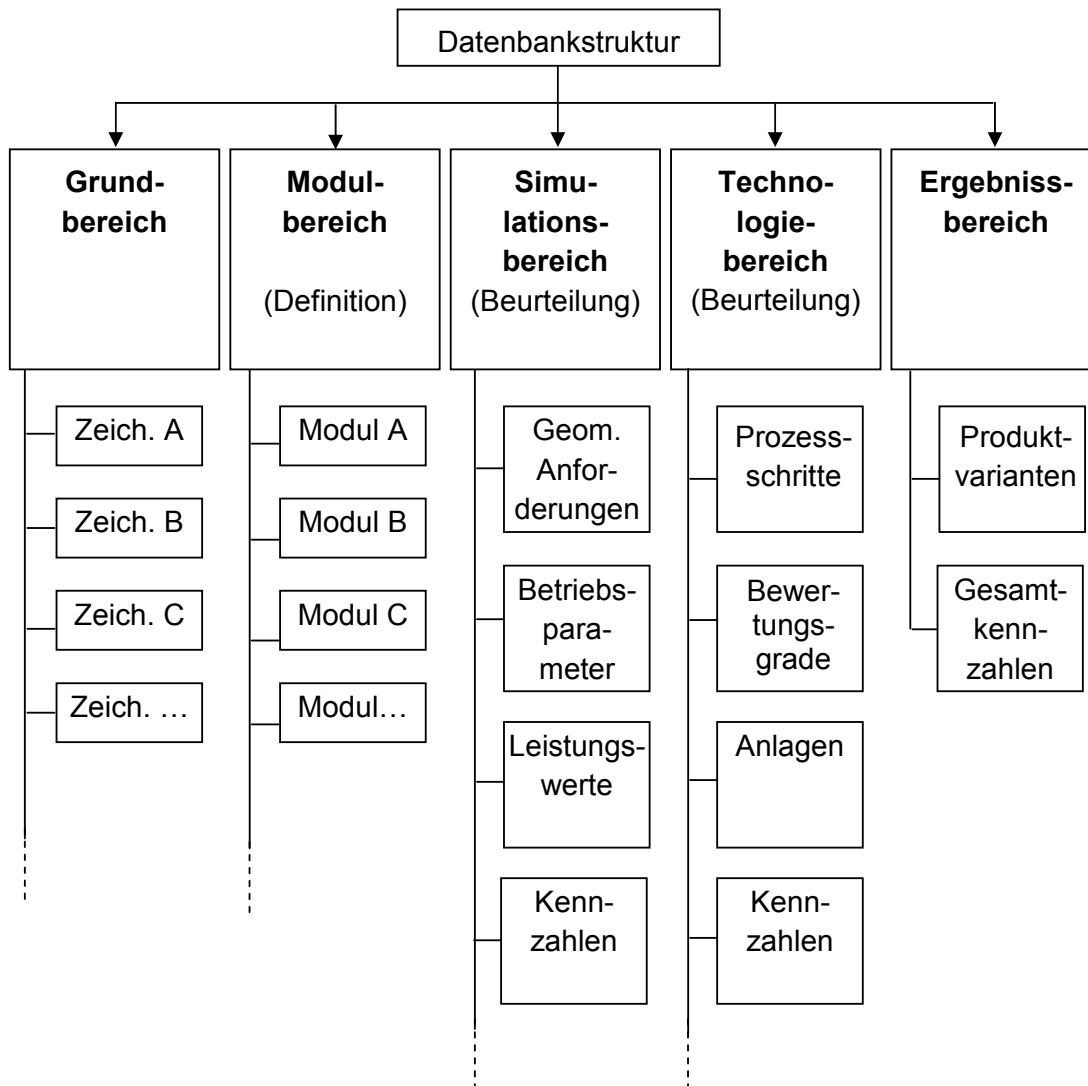 Datenbankstruktur
Grund-
bereich
Modul-
bereich
(Definition)
Simu-
lations-
bereich
(Beurteilung)
Techno-
logie-
bereich
(Beurteilung)
Ergebniss-
bereich
Zeich. A
Zeich. B
Zeich. C
Zeich. …
Modul A
Modul B
Modul C
Modul…
Geom.
Anfor-
derungen
Betriebs-
para-
meter
Leistungs-
werte
Kenn-
zahlen
Prozess-
schritte
Bewer-
tungs-
grade
Anlagen
Kenn-
zahlen
Produkt-
varianten
Gesamt-
kenn-
zahlen